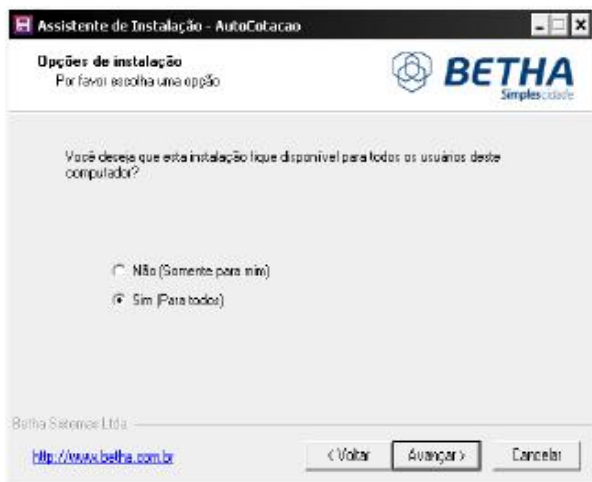 Assistente de Instalação - AutoCotacao
Opções de instalação
Por favor escolha uma opção
BETHA
Simplescidade
Você deseja que esta instalação fique disponível para todos os usuários deste
computador?
Não (Somente para mim)
Sim (Para todos)
Betha Sistemas Ltda
http://www.betha.com.br
< Voltar
Avançar >
Cancelar